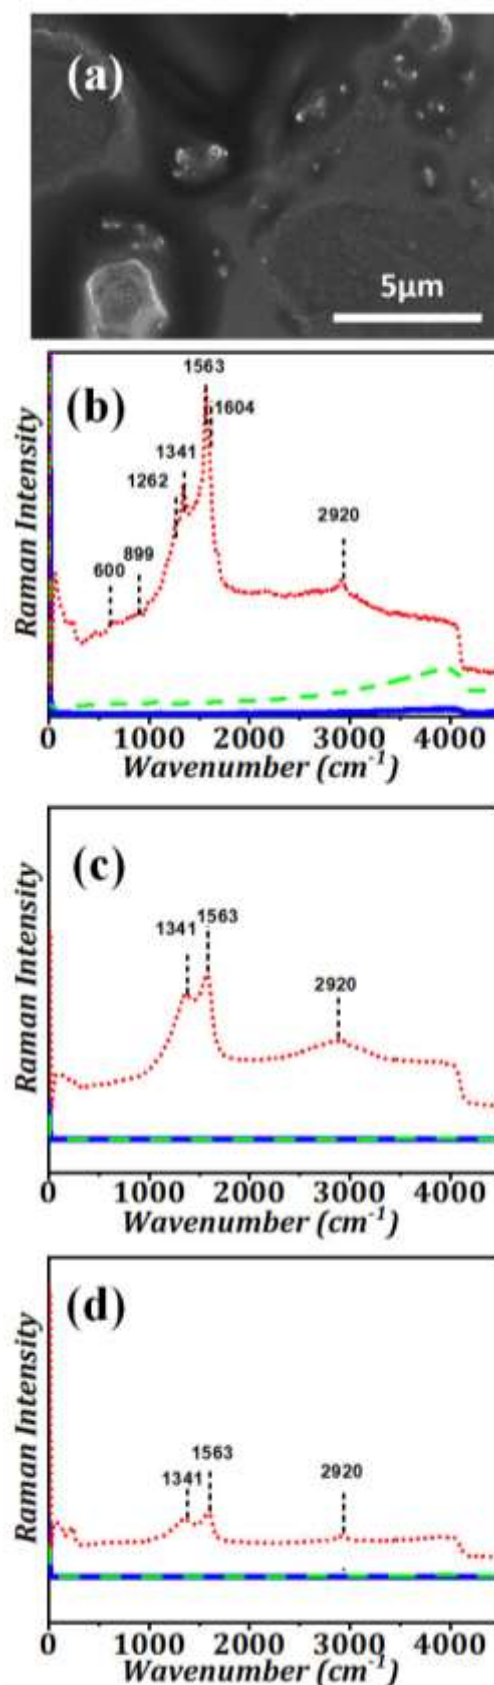 (a)
5μm
(b)
1563
1604
1341
1262
899
600
2920
Raman Intensity
0 1000 2000 3000 4000
Wavenumber (cm⁻¹)
(c)
1341
1563
2920
Raman Intensity
0 1000 2000 3000 4000
Wavenumber (cm⁻¹)
(d)
1563
1341
2920
Raman Intensity
0 1000 2000 3000 4000
Wavenumber (cm⁻¹)